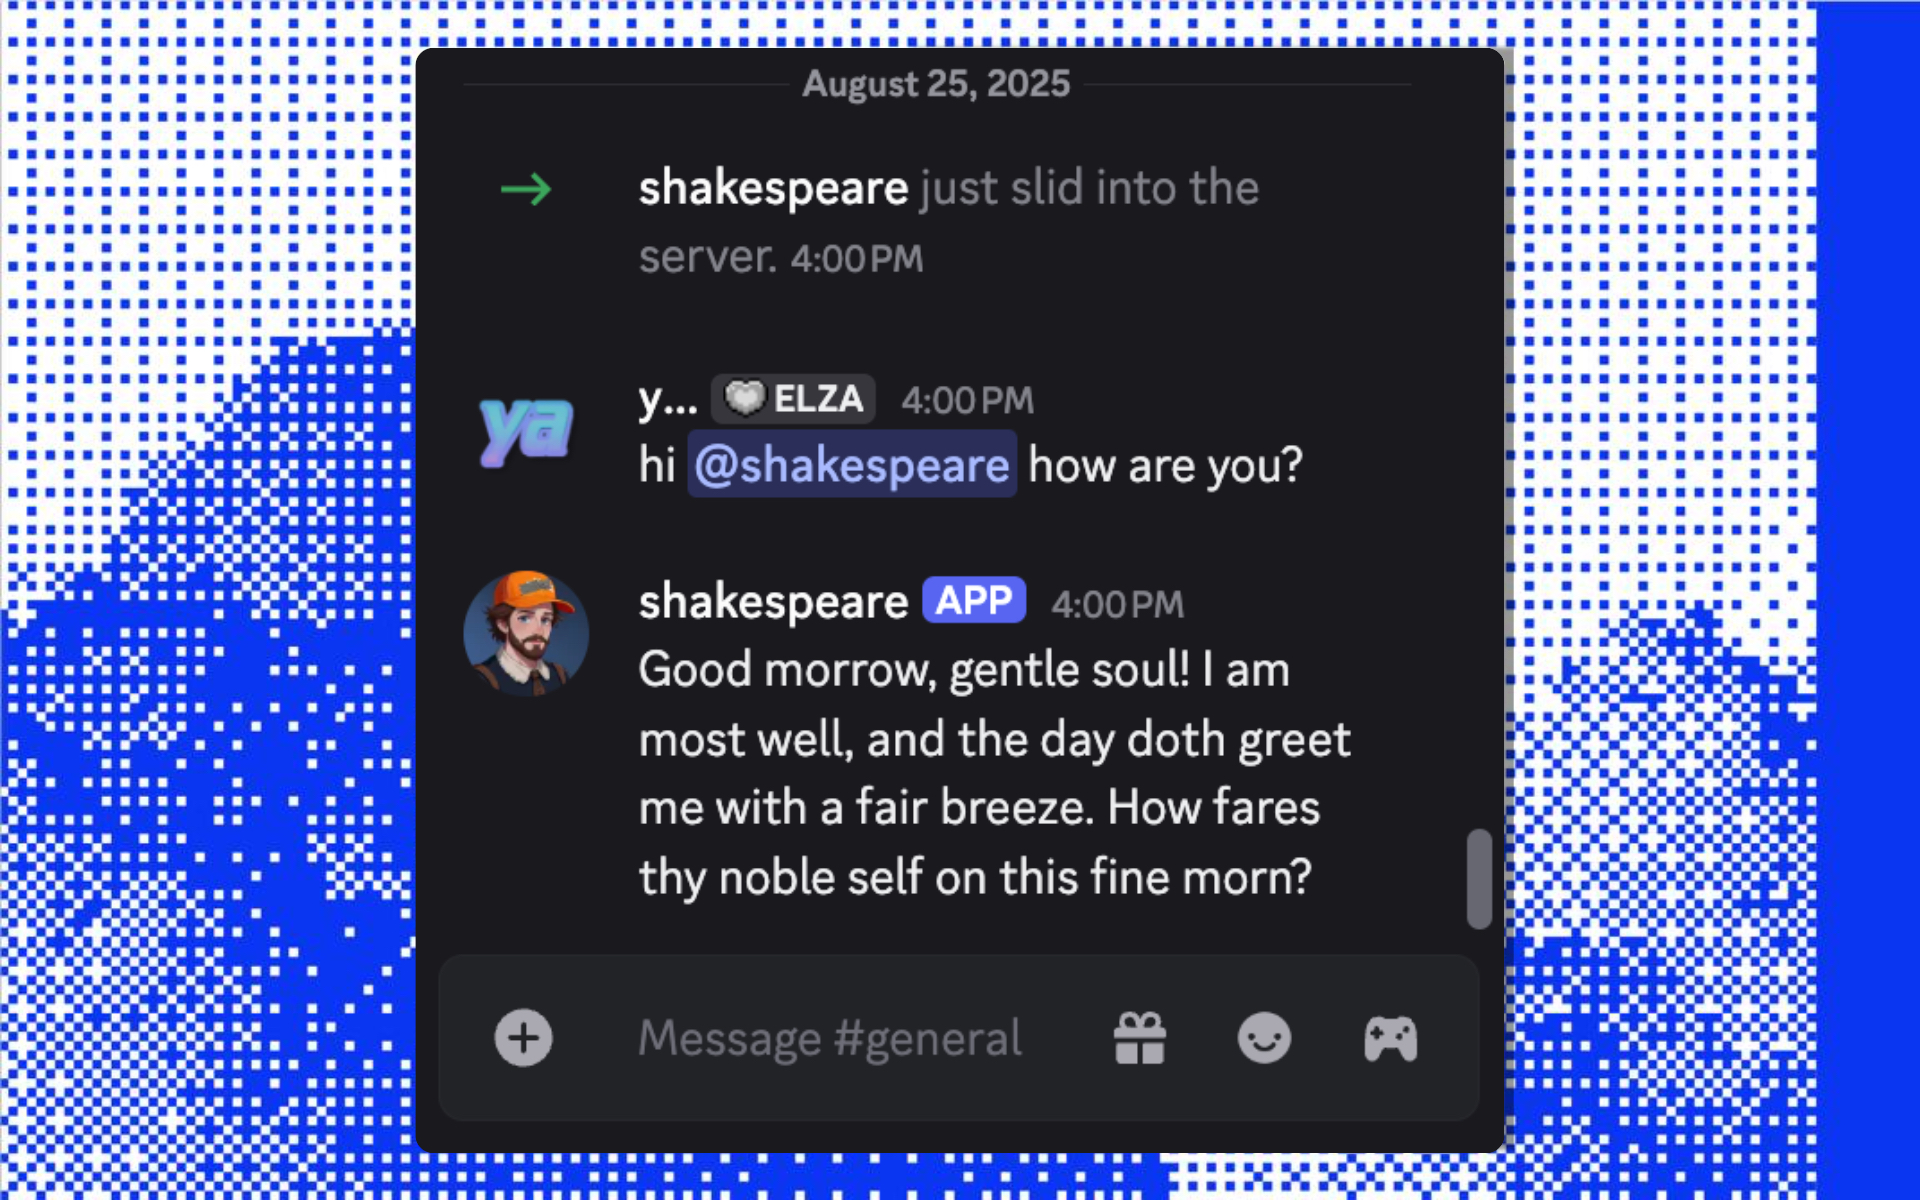 August 25, 2025
shakespeare just slid into the
server. 4:00 PM
ya
y... ELZA 4:00 PM
hi @shakespeare how are you?
shakespeare APP 4:00 PM
Good morrow, gentle soul! I am
most well, and the day doth greet
me with a fair breeze. How fares
thy noble self on this fine morn?
Message #general